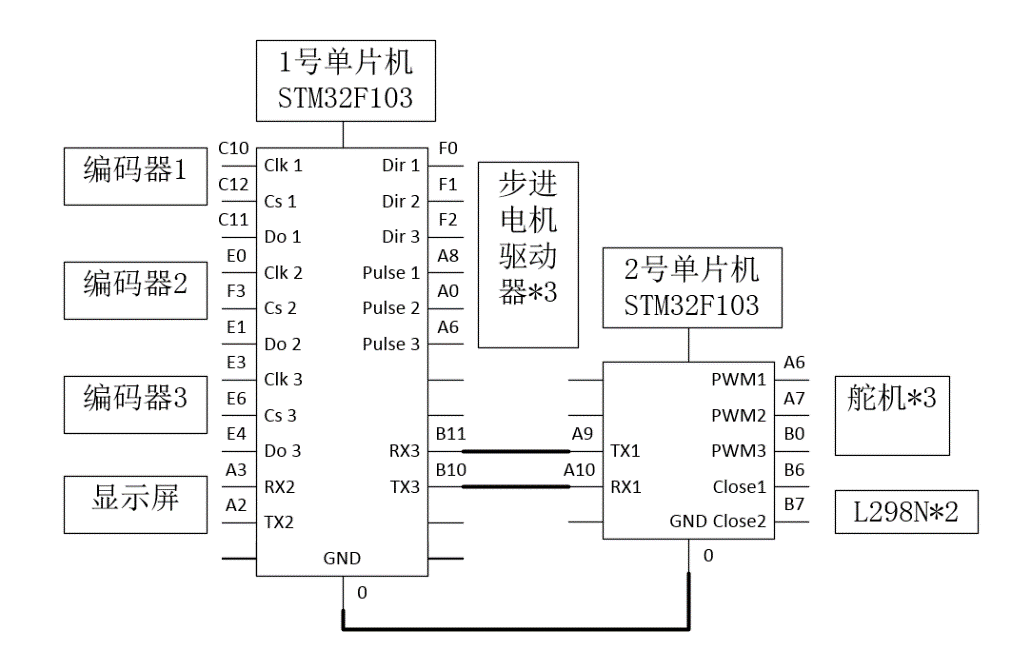 1号单片机
STM32F103
编码器1
编码器2
编码器3
显示屏
C10
Clk 1
C12
Cs 1
C11
Do 1
E0
Clk 2
F3
Cs 2
E1
Do 2
E3
Clk 3
E6
Cs 3
E4
Do 3
A3
RX2
A2
TX2
GND
0
F0
Dir 1
F1
Dir 2
F2
Dir 3
A8
Pulse 1
A0
Pulse 2
A6
Pulse 3
B11
RX3
B10
TX3
步进
电机
驱动
器*3
2号单片机
STM32F103
A9
TX1
A10
RX1
A6
PWM1
A7
PWM2
B0
PWM3
B6
Close1
B7
GND Close2
0
舵机*3
L298N*2